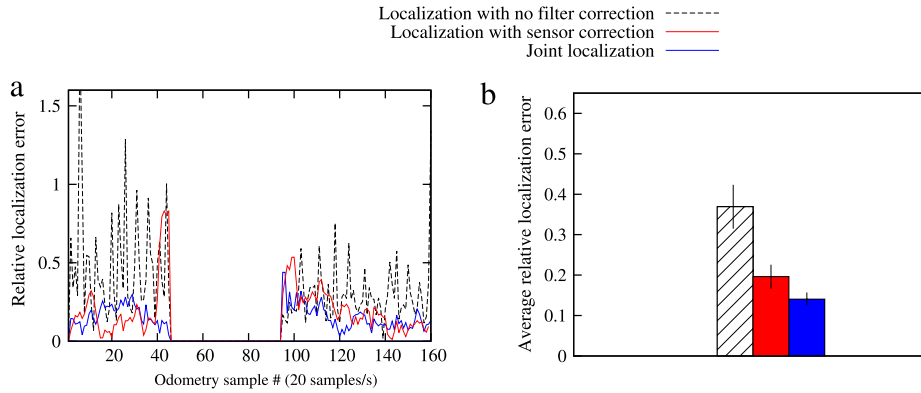 Localization with no filter correction
Localization with sensor correction
Joint localization
a
Relative localization error
1.5
1
0.5
0
20 40 60 80 100 120 140 160
Odometry sample # (20 samples/s)
b
Average relative localization error
0.6
0.5
0.4
0.3
0.2
0.1
0